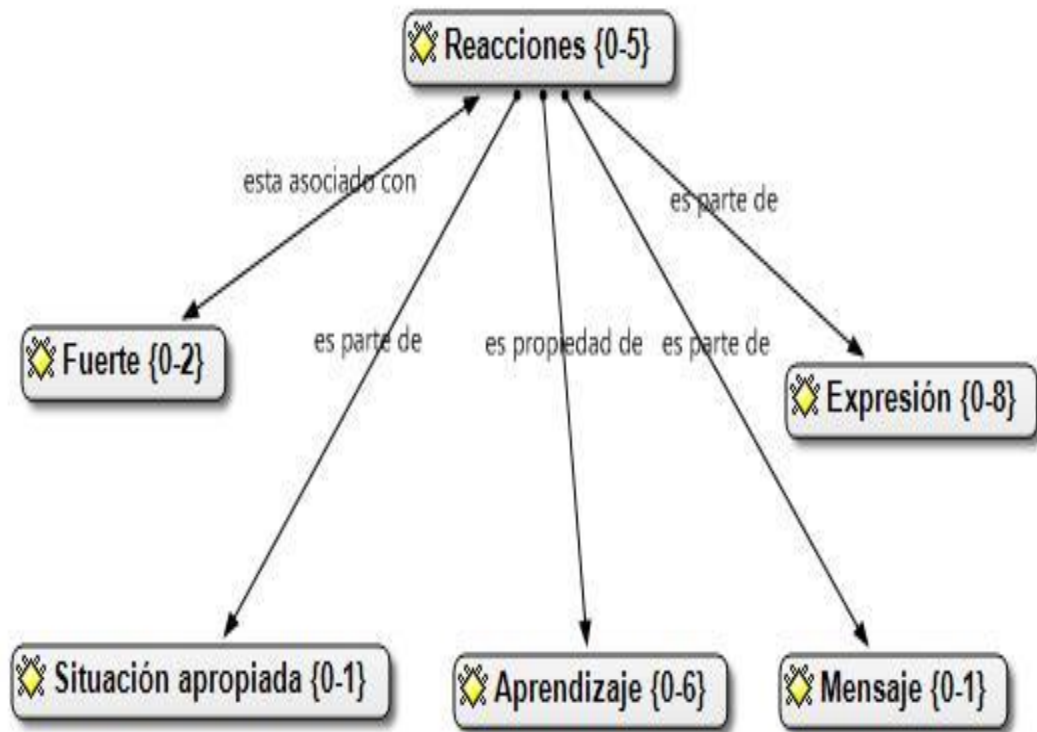 Reacciones {0-5}
esta asociado con
es parte de
es parte de
es propiedad de
es parte de
Fuerte {0-2}
Expresión {0-8}
Situación apropiada {0-1}
Aprendizaje {0-6}
Mensaje {0-1}